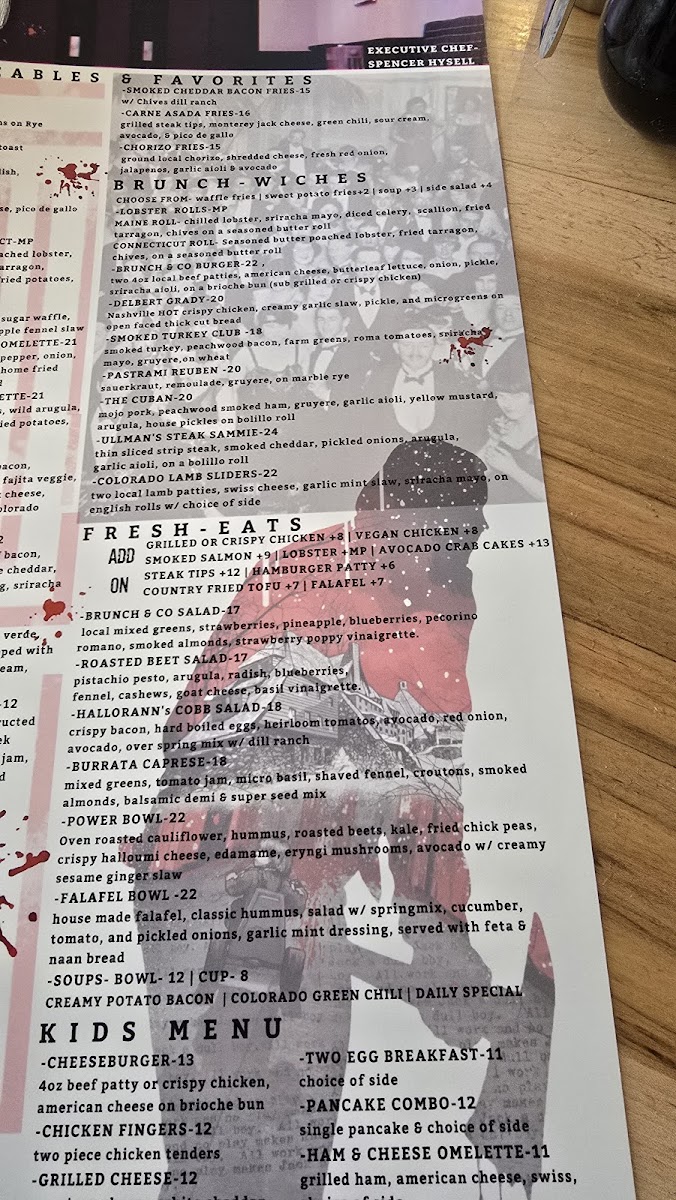 EXECUTIVE CHEF-
SPENCER HYSELL
EABLES & FAVORITES
-SMOKED CHEDDAR BACON FRIES-15
w/ Chives dill ranch
-CARNE ASADA FRIES-16
grilled steak tips, monterey jack cheese, green chili, sour cream,
avocado, & pico de gallo
-CHORIZO FRIES-15
ground local chorizo, shredded cheese, fresh red onion,
jalapenos, garlic aioli & avocado
BRUNCH-WICHES
CHOOSE FROM- waffle fries | sweet potato fries+2 | soup +3 | side salad +4
-LOBSTER ROLLS-MP
MAINE ROLL- chilled lobster, sriracha mayo, diced celery, scallion, fried
tarragon, chives on a seasoned butter roll
CONNECTICUT ROLL- Seasoned butter poached lobster, fried tarragon,
chives, on a seasoned butter roll
-BRUNCH & CO BURGER-22 ,
two 4oz local beef patties, american cheese, butterleaf lettuce, onion, pickle,
sriracha aioli, on a brioche bun (sub grilled or crispy chicken)
-DELBERT GRADY-20
Nashville HOT crispy chicken, creamy garlic slaw, pickle, and microgreens on
open faced thick cut bread
-SMOKED TURKEY CLUB -18
smoked turkey, peachwood bacon, farm greens, roma tomatoes, sriracha
mayo, gruyere,on wheat
-PASTRAMI REUBEN -20
sauerkraut, remoulade, gruyere, on marble rye
-THE CUBAN-20
mojo pork, peachwood smoked ham, gruyere, garlic aioli, yellow mustard,
arugula, house pickles on bolillo roll
-ULLMAN'S STEAK SAMMIE-24
thin sliced strip steak, smoked cheddar, pickled onions, arugula,
garlic aioli, on a bolillo roll
-COLORADO LAMB SLIDERS-22
two local lamb patties, swiss cheese, garlic mint slaw, sriracha mayo, on
english rolls w/ choice of side
FRESH-EATS
ADD
ON
GRILLED OR CRISPY CHICKEN +8 | VEGAN CHICKEN +8
SMOKED SALMON +9 | LOBSTER +MP | AVOCADO CRAB CAKES +13
STEAK TIPS +12 | HAMBURGER PATTY +6
COUNTRY FRIED TOFU +7 | FALAFEL +7
-BRUNCH & CO SALAD-17
local mixed greens, strawberries, pineapple, blueberries, pecorino
romano, smoked almonds, strawberry poppy vinaigrette.
-ROASTED BEET SALAD-17
pistachio pesto, arugula, radish, blueberries,
fennel, cashews, goat cheese, basil vinaigrette.
-HALLORANN's COBB SALAD-18
crispy bacon, hard boiled eggs, heirloom tomatos, avocado, red onion,
avocado, over spring mix w/ dill ranch
-BURRATA CAPRESE-18
mixed greens, tomato jam, micro basil, shaved fennel, croutons, smoked
almonds, balsamic demi & super seed mix
-POWER BOWL-22
Oven roasted cauliflower, hummus, roasted beets, kale, fried chick peas,
crispy halloumi cheese, edamame, eryngi mushrooms, avocado w/ creamy
sesame ginger slaw
-FALAFEL BOWL -22
house made falafel, classic hummus, salad w/ springmix, cucumber,
tomato, and pickled onions, garlic mint dressing, served with feta &
naan bread
-SOUPS- BOWL- 12 | CUP- 8
CREAMY POTATO BACON | COLORADO GREEN CHILI | DAILY SPECIAL
KIDS MENU
-CHEESEBURGER-13
4oz beef patty or crispy chicken,
american cheese on brioche bun
-CHICKEN FINGERS-12
two piece chicken tenders
-GRILLED CHEESE-12
-TWO EGG BREAKFAST-11
choice of side
-PANCAKE COMBO-12
single pancake & choice of side
-HAM & CHEESE OMELETTE-11
grilled ham, american cheese, swiss,